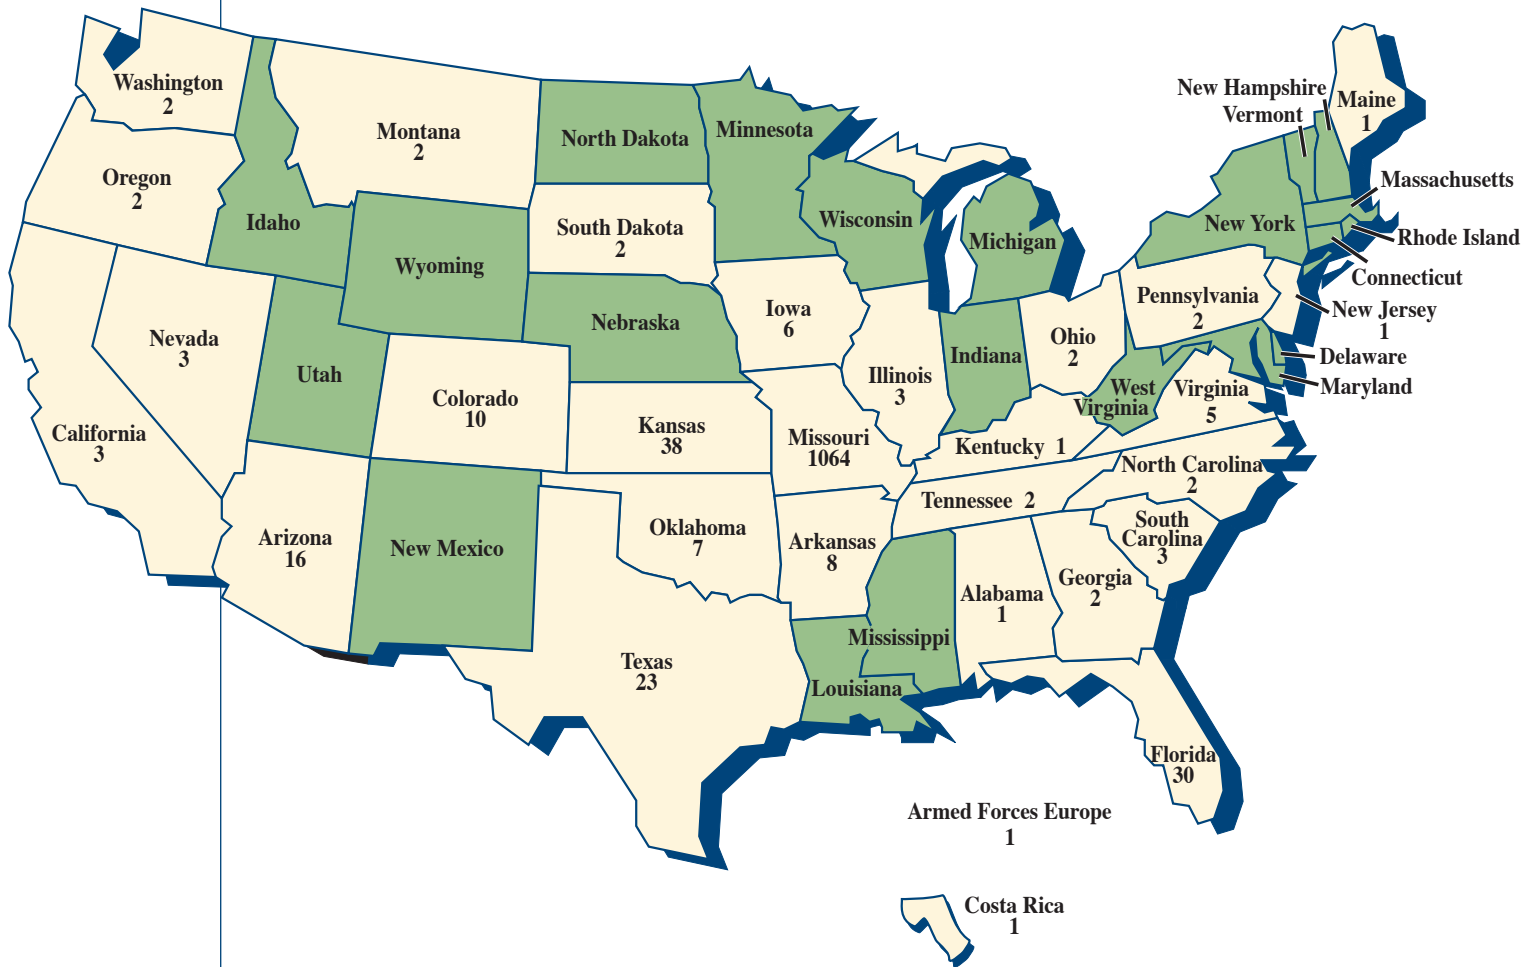 Washington
2
Montana
2
North Dakota
Minnesota
New Hampshire
Vermont
Maine
1
Oregon
2
Idaho
South Dakota
2
Wisconsin
Michigan
New York
Massachusetts
Rhode Island
Connecticut
Wyoming
Nebraska
Iowa
6
Pennsylvania
2
New Jersey
1
Nevada
3
Utah
Colorado
10
Kansas
38
Missouri
1064
Illinois
3
Indiana
Ohio
2
West
Virginia
Virginia
5
Delaware
Maryland
California
3
Kentucky 1
North Carolina
2
Tennessee 2
Arizona
16
New Mexico
Oklahoma
7
Arkansas
8
South
Carolina
3
Alabama
1
Georgia
2
Mississippi
Texas
23
Louisiana
Florida
30
Armed Forces Europe
1
Costa Rica
1